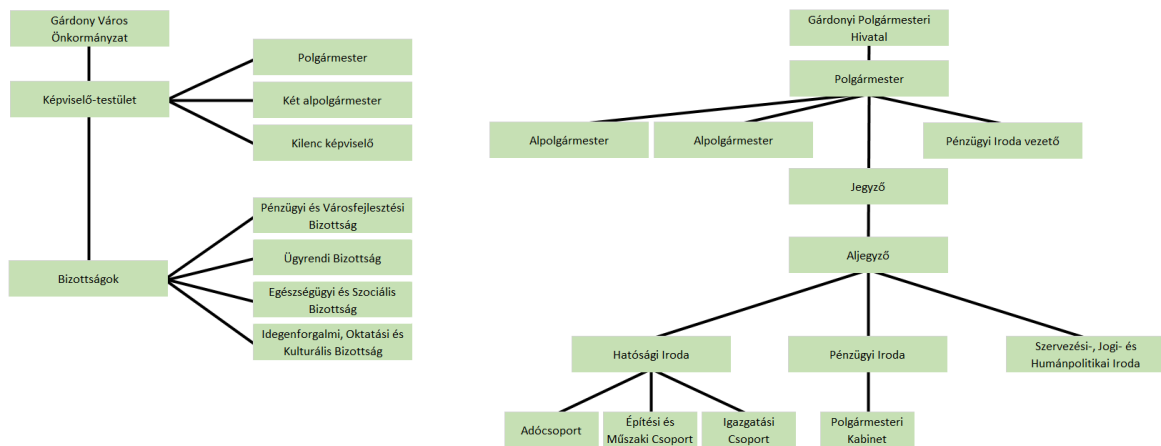 Gárdony Város
Önkormányzat
Képviselő-testület
Polgármester
Két alpolgármester
Kilenc képviselő
Bizottságok
Pénzügyi és Városfejlesztési
Bizottság
Ügyrendi Bizottság
Egészségügyi és Szociális
Bizottság
Idegenforgalmi, Oktatási és
Kulturális Bizottság
Gárdonyi Polgármesteri
Hivatal
Polgármester
Alpolgármester
Alpolgármester
Pénzügyi Iroda vezető
Jegyző
Aljegyző
Hatósági Iroda
Pénzügyi Iroda
Szervezési-, Jogi- és
Humánpolitikai Iroda
Adócsoport
Építési és
Műszaki Csoport
Igazgatási
Csoport
Polgármesteri
Kabinet